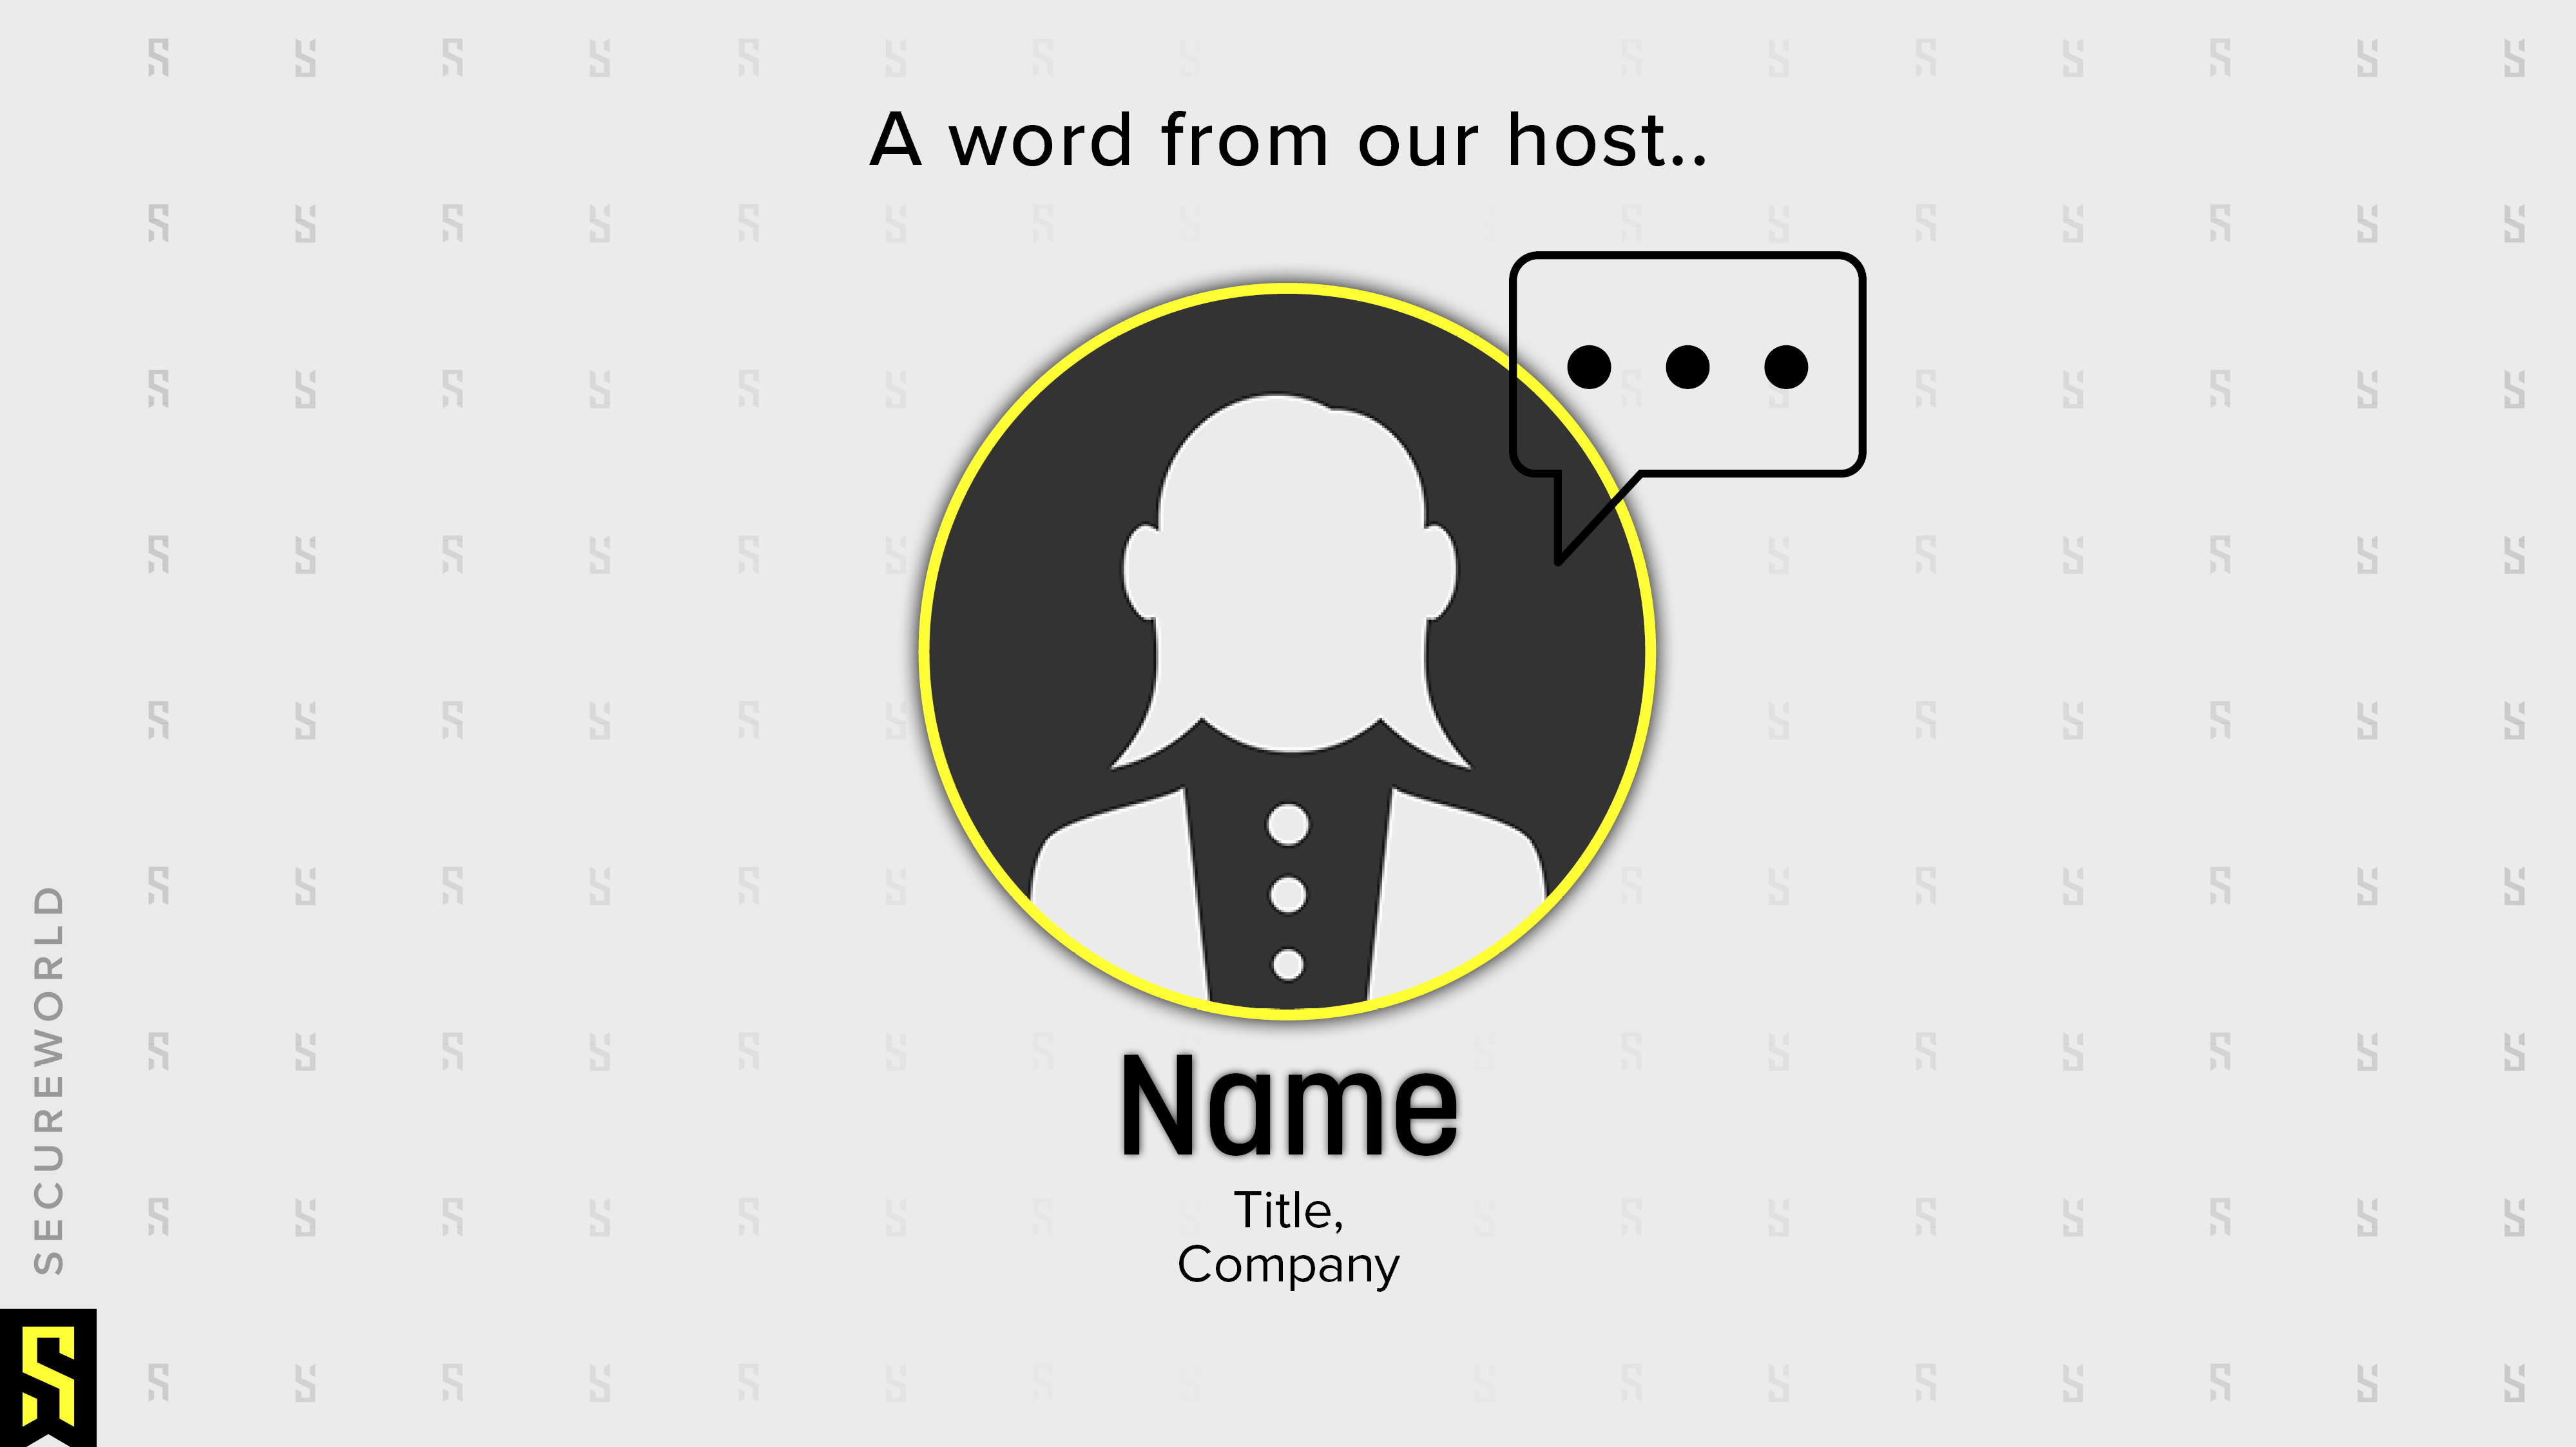 A word from our host..
Name
Title,
Company
SECUREWORLD